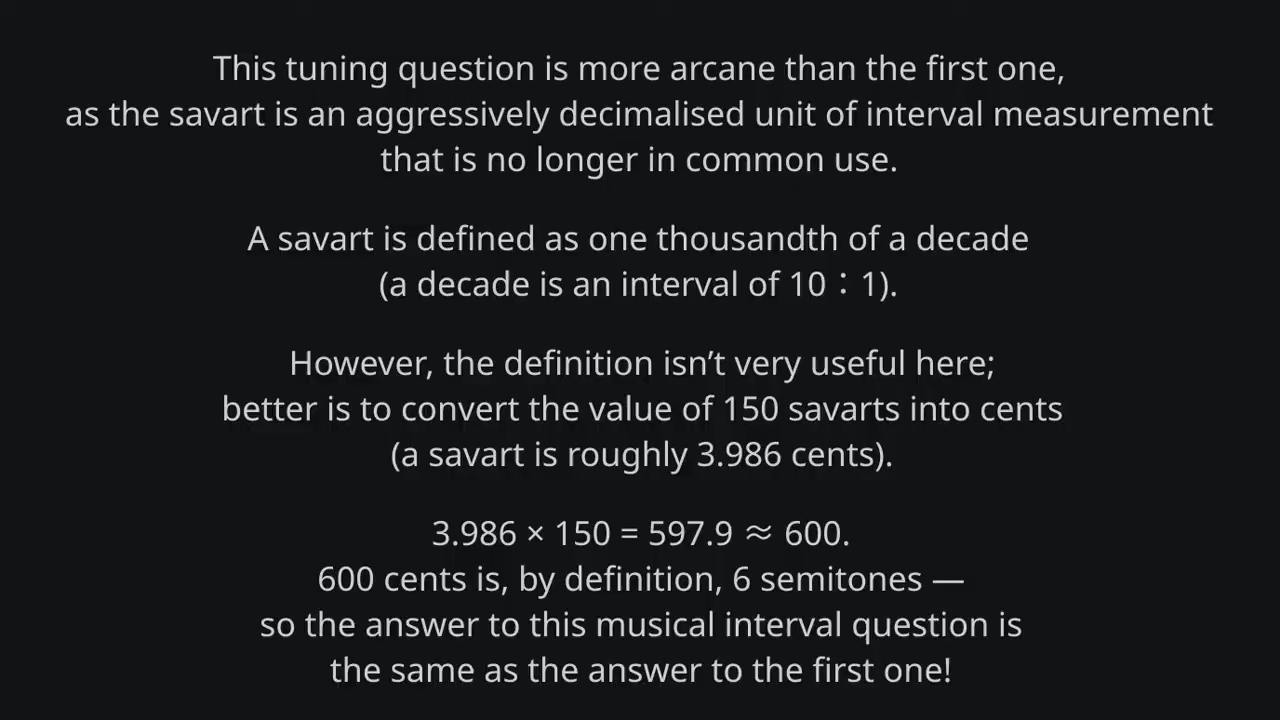 This tuning question is more arcane than the first one,
as the savart is an aggressively decimalised unit of interval measurement
that is no longer in common use.
A savart is defined as one thousandth of a decade
(a decade is an interval of 10 ∶ 1).
However, the definition isn’t very useful here;
better is to convert the value of 150 savarts into cents
(a savart is roughly 3.986 cents).
3.986 × 150 = 597.9 ≈ 600.
600 cents is, by definition, 6 semitones —
so the answer to this musical interval question is
the same as the answer to the first one!